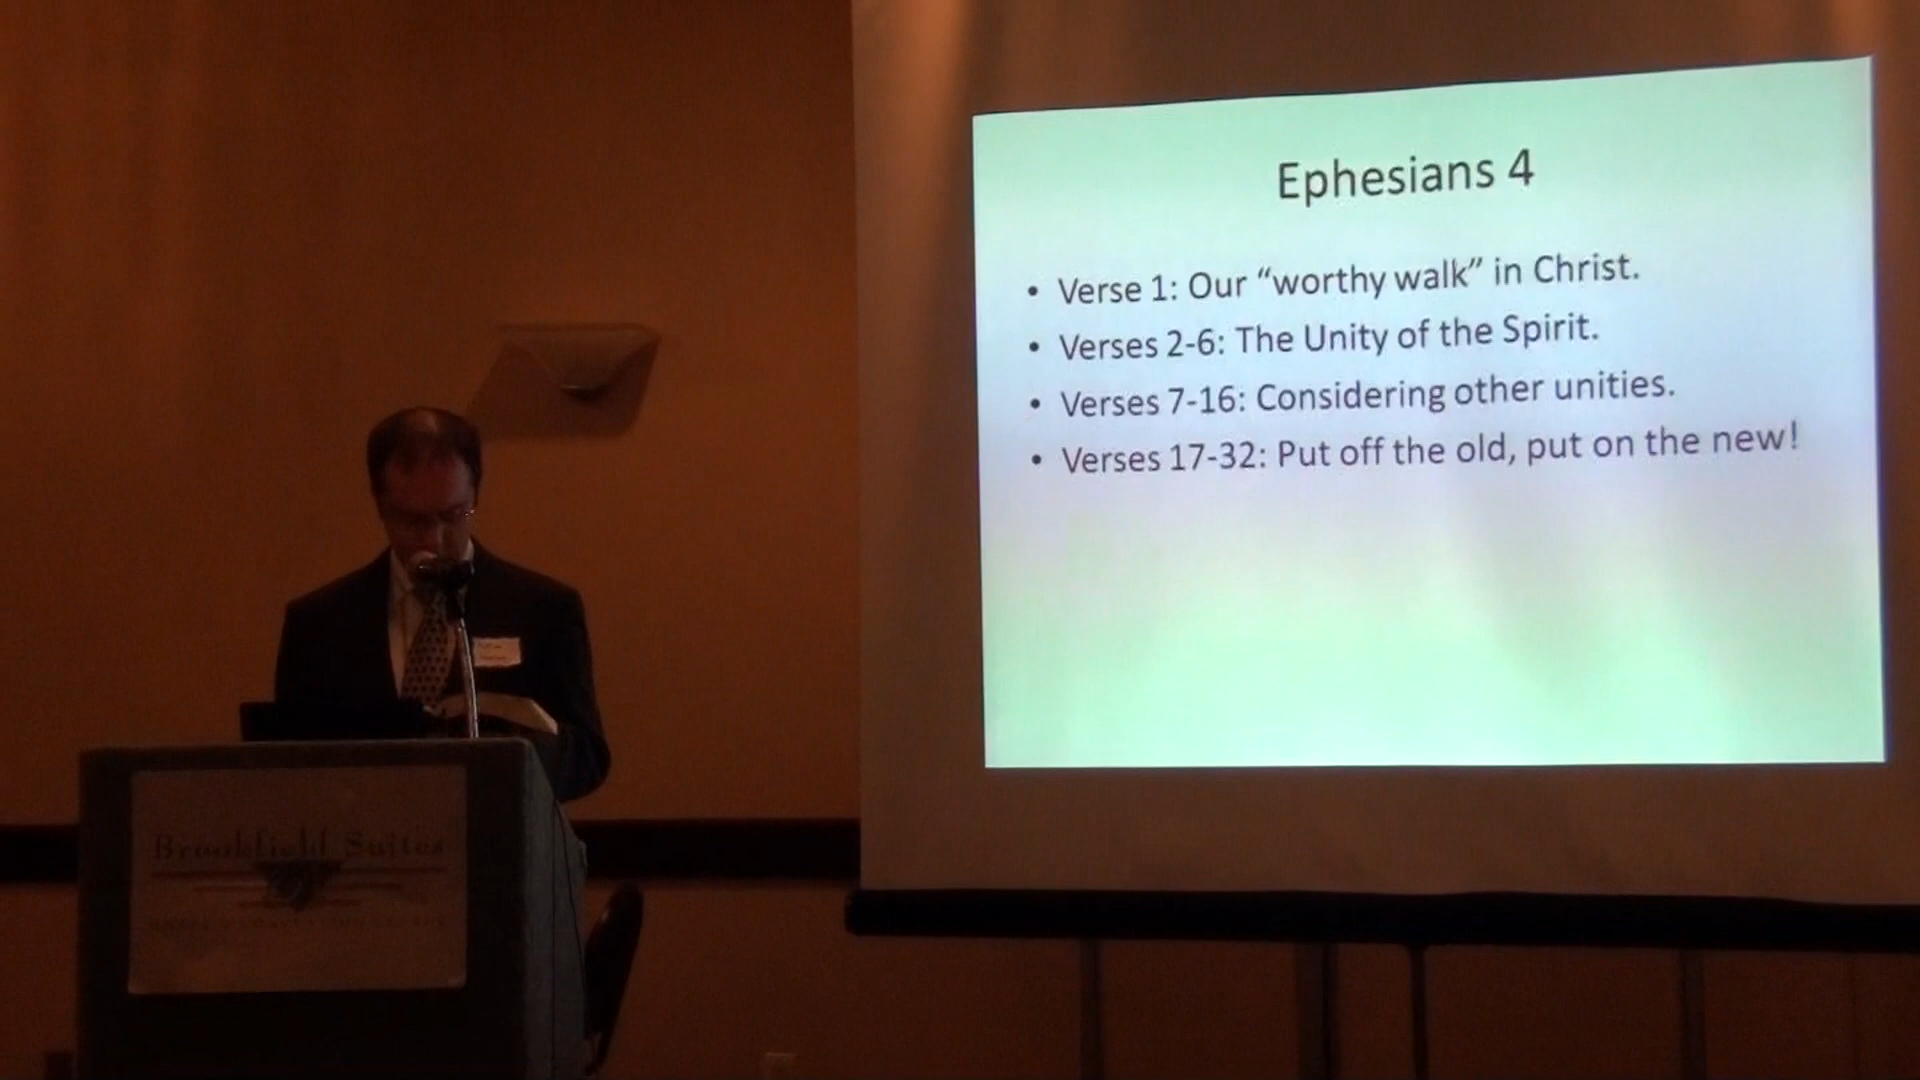 Ephesians 4
• Verse 1: Our “worthy walk” in Christ.
• Verses 2-6: The Unity of the Spirit.
• Verses 7-16: Considering other unities.
• Verses 17-32: Put off the old, put on the new!
Brookfield Suites